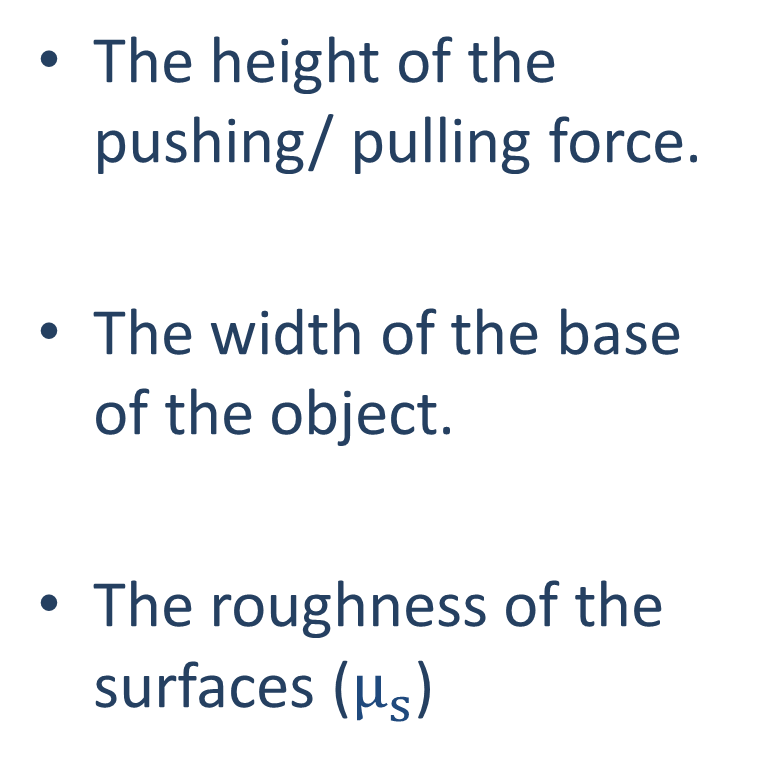 • The height of the
pushing/ pulling force.
• The width of the base
of the object.
• The roughness of the
surfaces (μₛ)